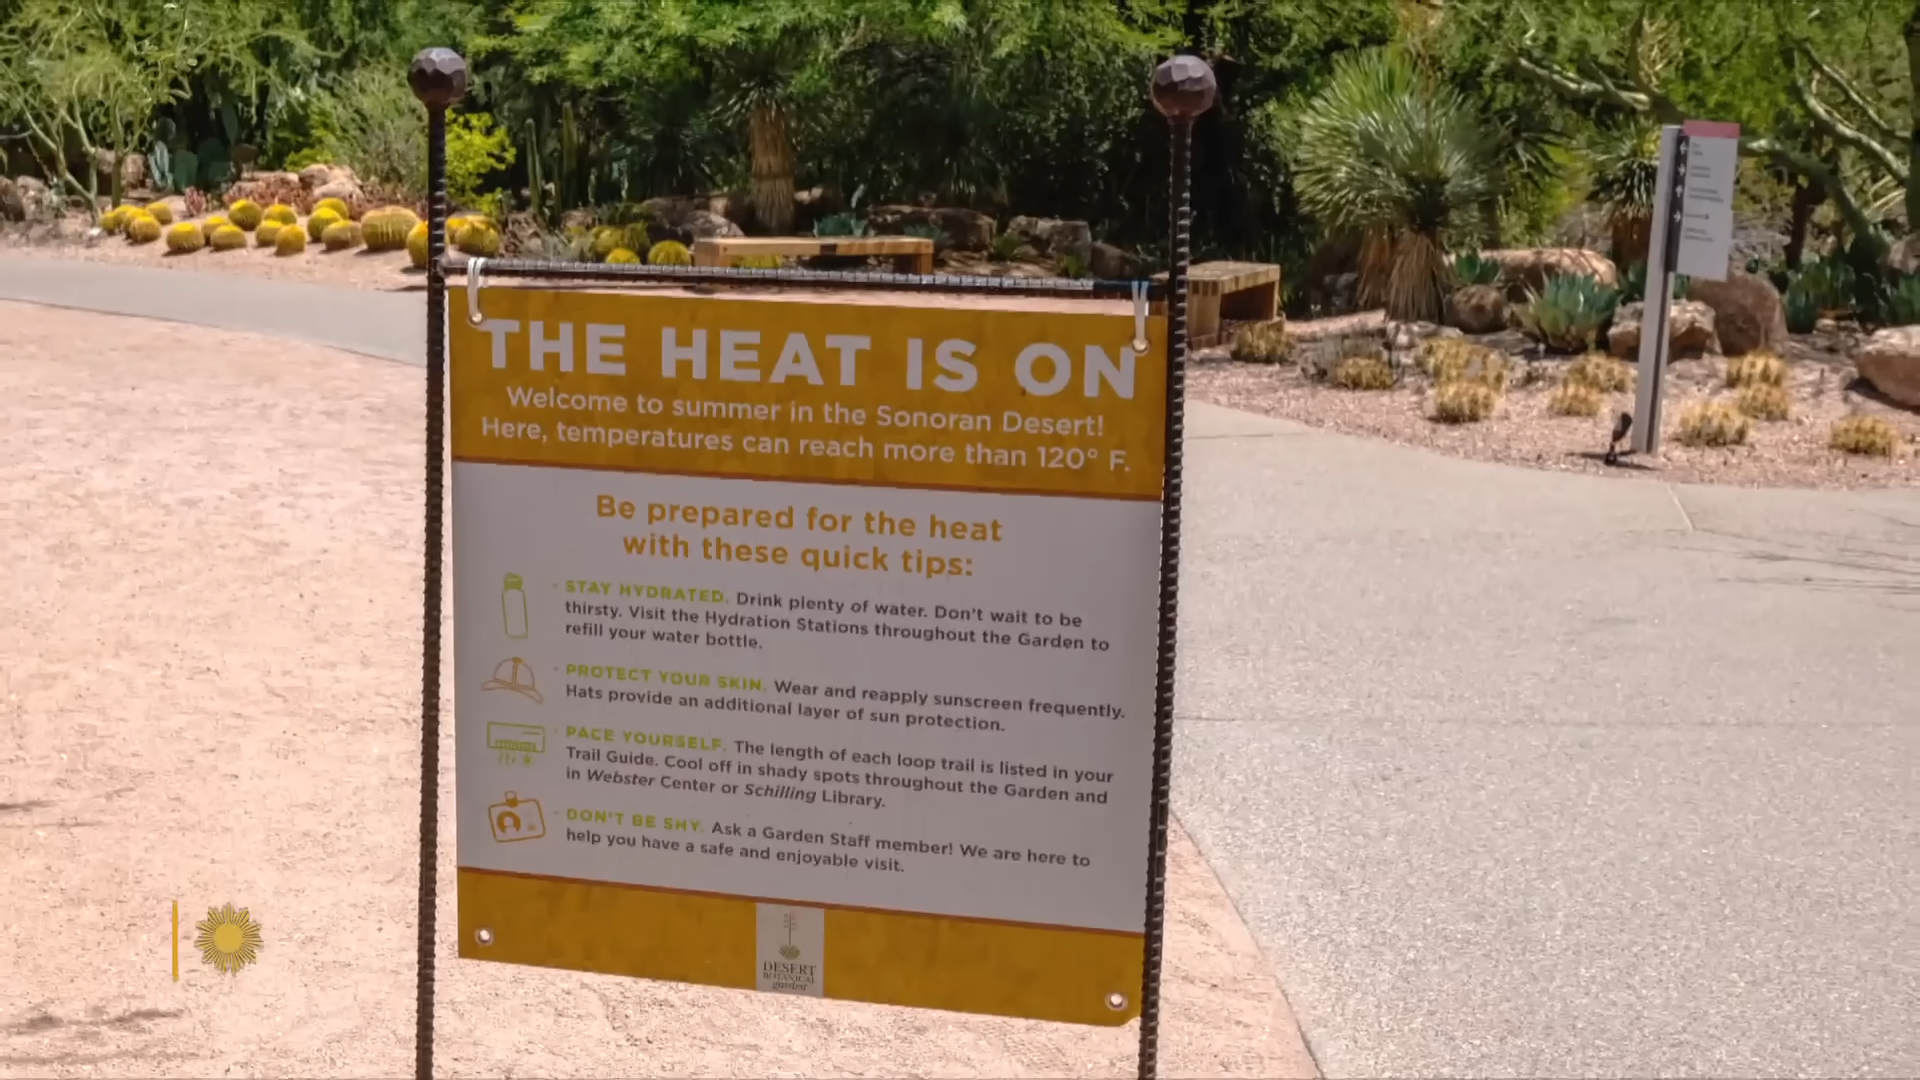 THE HEAT IS ON
Welcome to summer in the Sonoran Desert!
Here, temperatures can reach more than 120° F.
Be prepared for the heat
with these quick tips:
· STAY HYDRATED. Drink plenty of water. Don't wait to be
thirsty. Visit the Hydration Stations throughout the Garden to
refill your water bottle.
· PROTECT YOUR SKIN. Wear and reapply sunscreen frequently.
Hats provide an additional layer of sun protection.
· PACE YOURSELF. The length of each loop trail is listed in your
Trail Guide. Cool off in shady spots throughout the Garden and
in Webster Center or Schilling Library.
· DON'T BE SHY. Ask a Garden Staff member! We are here to
help you have a safe and enjoyable visit.
DESERT
BOTANICAL
garden